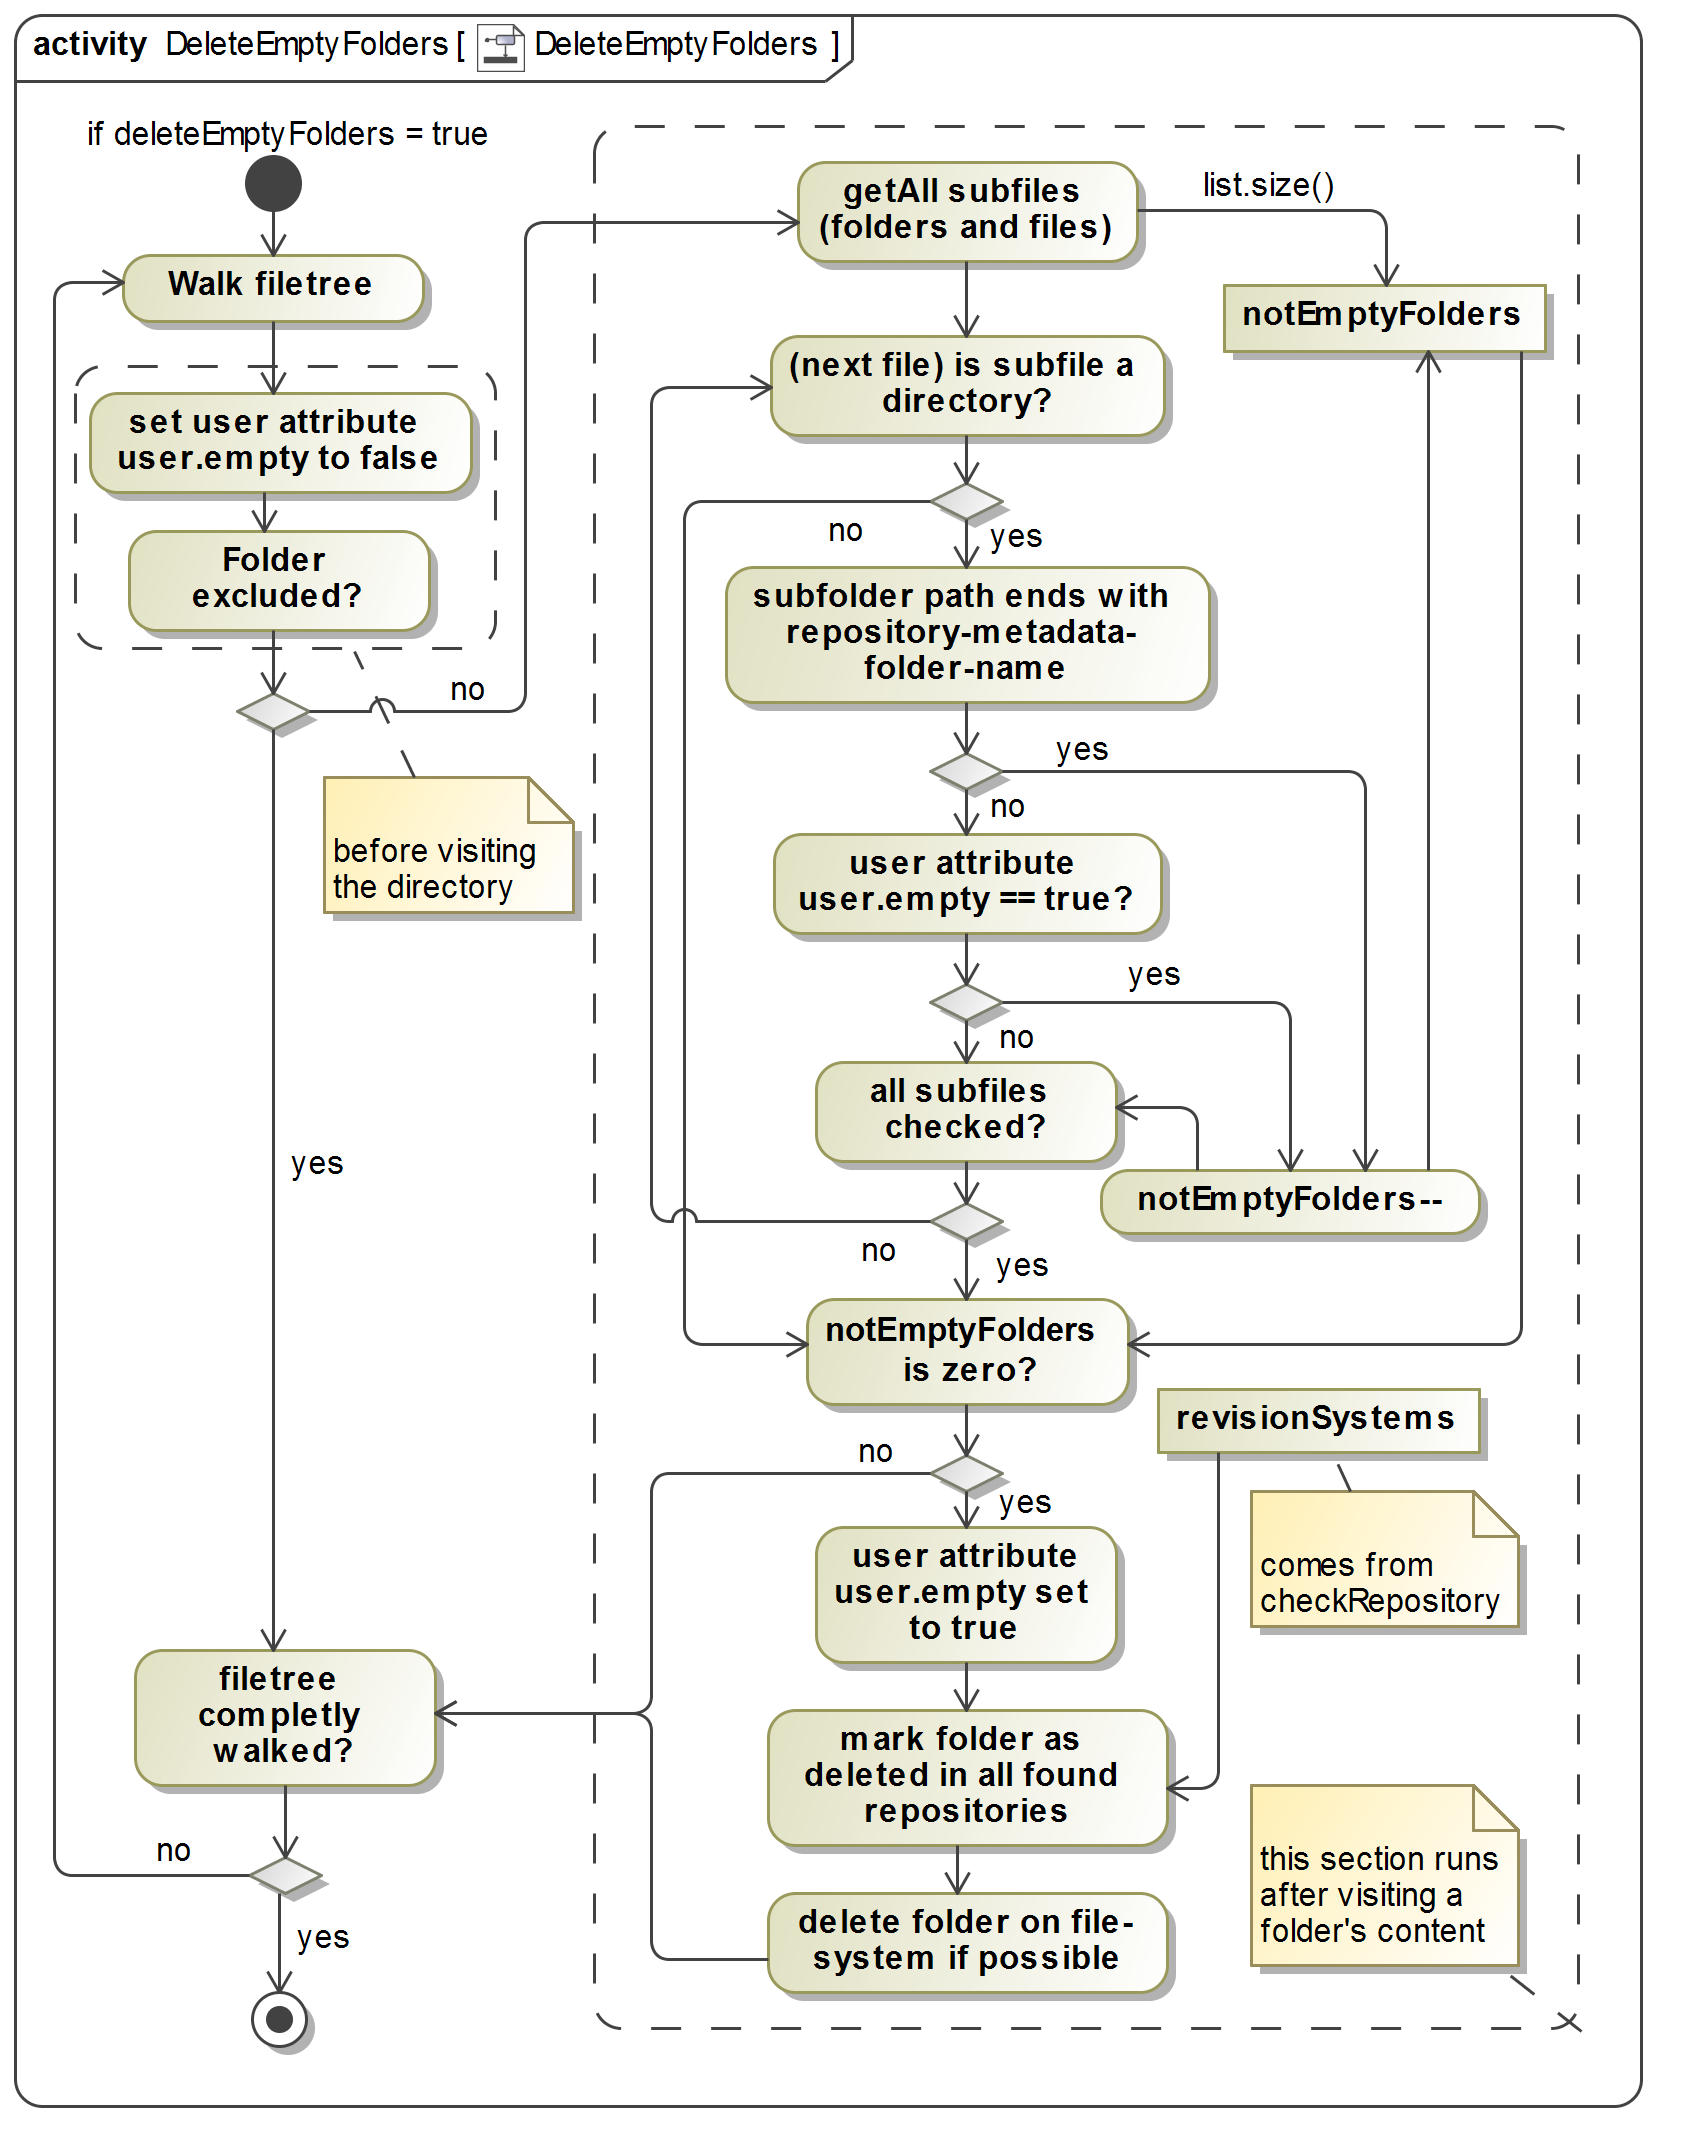 activity DeleteEmptyFolders [ DeleteEmptyFolders ]
if deleteEmptyFolders = true
Walk filetree
set user attribute
user.empty to false
Folder
excluded?
no
before visiting
the directory
yes
filetree
completly
walked?
no
yes
getAll subfiles
(folders and files)
list.size()
notEmptyFolders
(next file) is subfile a
directory?
no
yes
subfolder path ends with
repository-metadata-
folder-name
yes
no
user attribute
user.empty == true?
yes
no
all subfiles
checked?
notEmptyFolders--
no
yes
notEmptyFolders
is zero?
revisionSystems
no
yes
comes from
checkRepository
user attribute
user.empty set
to true
mark folder as
deleted in all found
repositories
this section runs
after visiting a
folder's content
delete folder on file-
system if possible